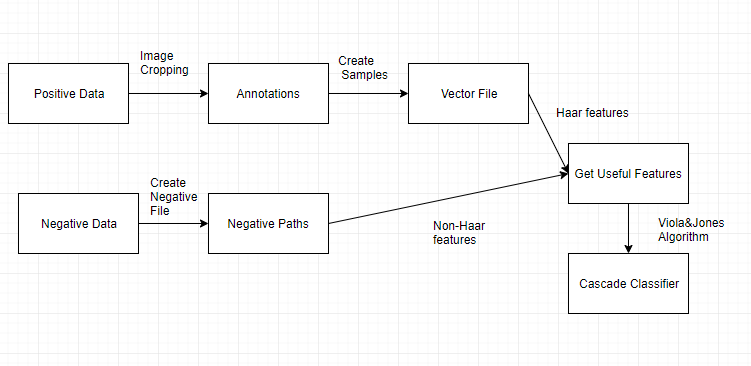 Image
Cropping
Create
Samples
Positive Data
Annotations
Vector File
Haar features
Get Useful Features
Create
Negative
File
Negative Data
Negative Paths
Non-Haar
features
Viola&Jones
Algorithm
Cascade Classifier